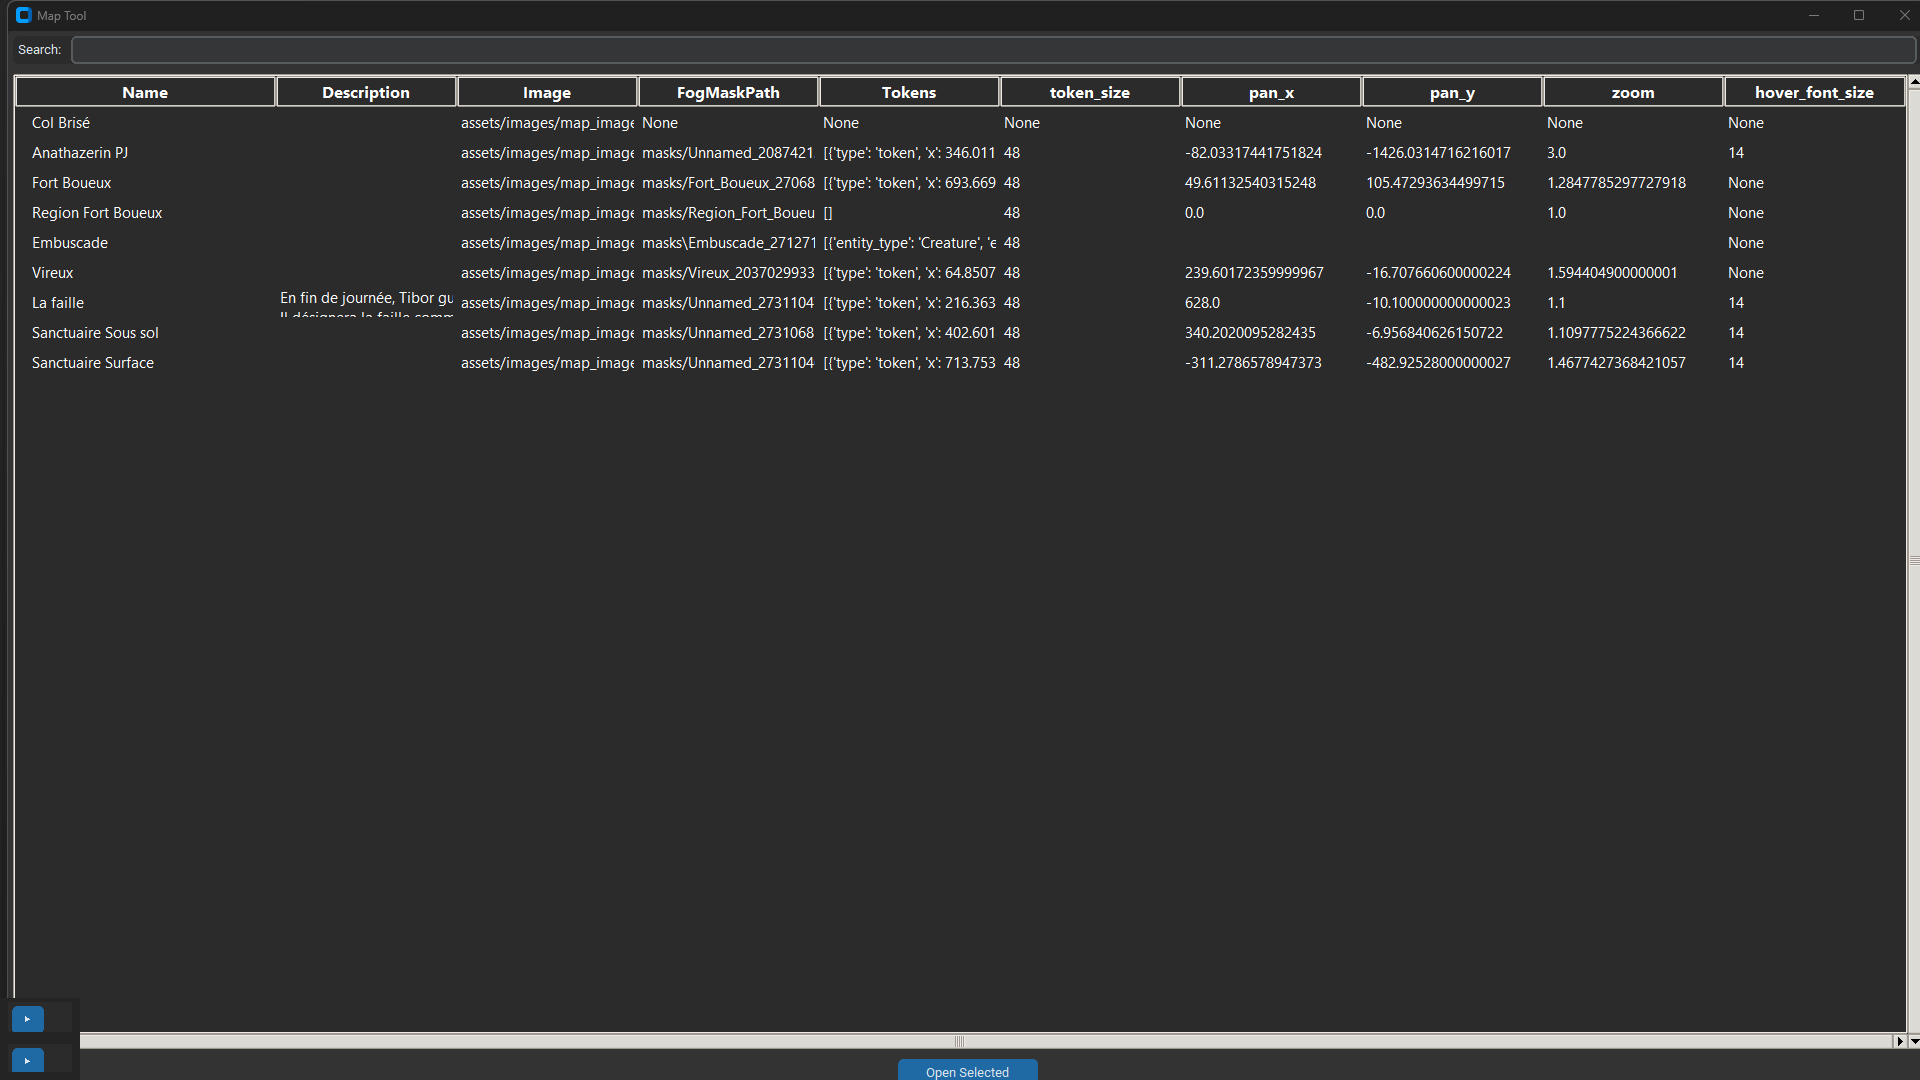 Map Tool
Search:
Name Description Image FogMaskPath Tokens token_size pan_x pan_y zoom hover_font_size
Col Brisé assets/images/map_image None None None None None None None
Anathazerin PJ assets/images/map_image masks/Unnamed_2087421 [{'type': 'token', 'x': 346.011 48 -82.03317441751824 -1426.0314716216017 3.0 14
Fort Boueux assets/images/map_image masks/Fort_Boueux_27068 [{'type': 'token', 'x': 693.669 48 49.61132540315248 105.47293634499715 1.2847785297727918 None
Region Fort Boueux assets/images/map_image masks/Region_Fort_Boueu [] 48 0.0 0.0 1.0 None
Embuscade assets/images/map_image masks\Embuscade_271271 [{'entity_type': 'Creature', 'e 48 None
Vireux assets/images/map_image masks/Vireux_2037029933 [{'type': 'token', 'x': 64.8507 48 239.60172359999967 -16.707660600000224 1.594404900000001 None
La faille En fin de journée, Tibor gu assets/images/map_image masks/Unnamed_2731104 [{'type': 'token', 'x': 216.363 48 628.0 -10.100000000000023 1.1 14
Il désignera la faille comm
Sanctuaire Sous sol assets/images/map_image masks/Unnamed_2731068 [{'type': 'token', 'x': 402.601 48 340.2020095282435 -6.956840626150722 1.1097775224366622 14
Sanctuaire Surface assets/images/map_image masks/Unnamed_2731104 [{'type': 'token', 'x': 713.753 48 -311.2786578947373 -482.92528000000027 1.4677427368421057 14
Open Selected